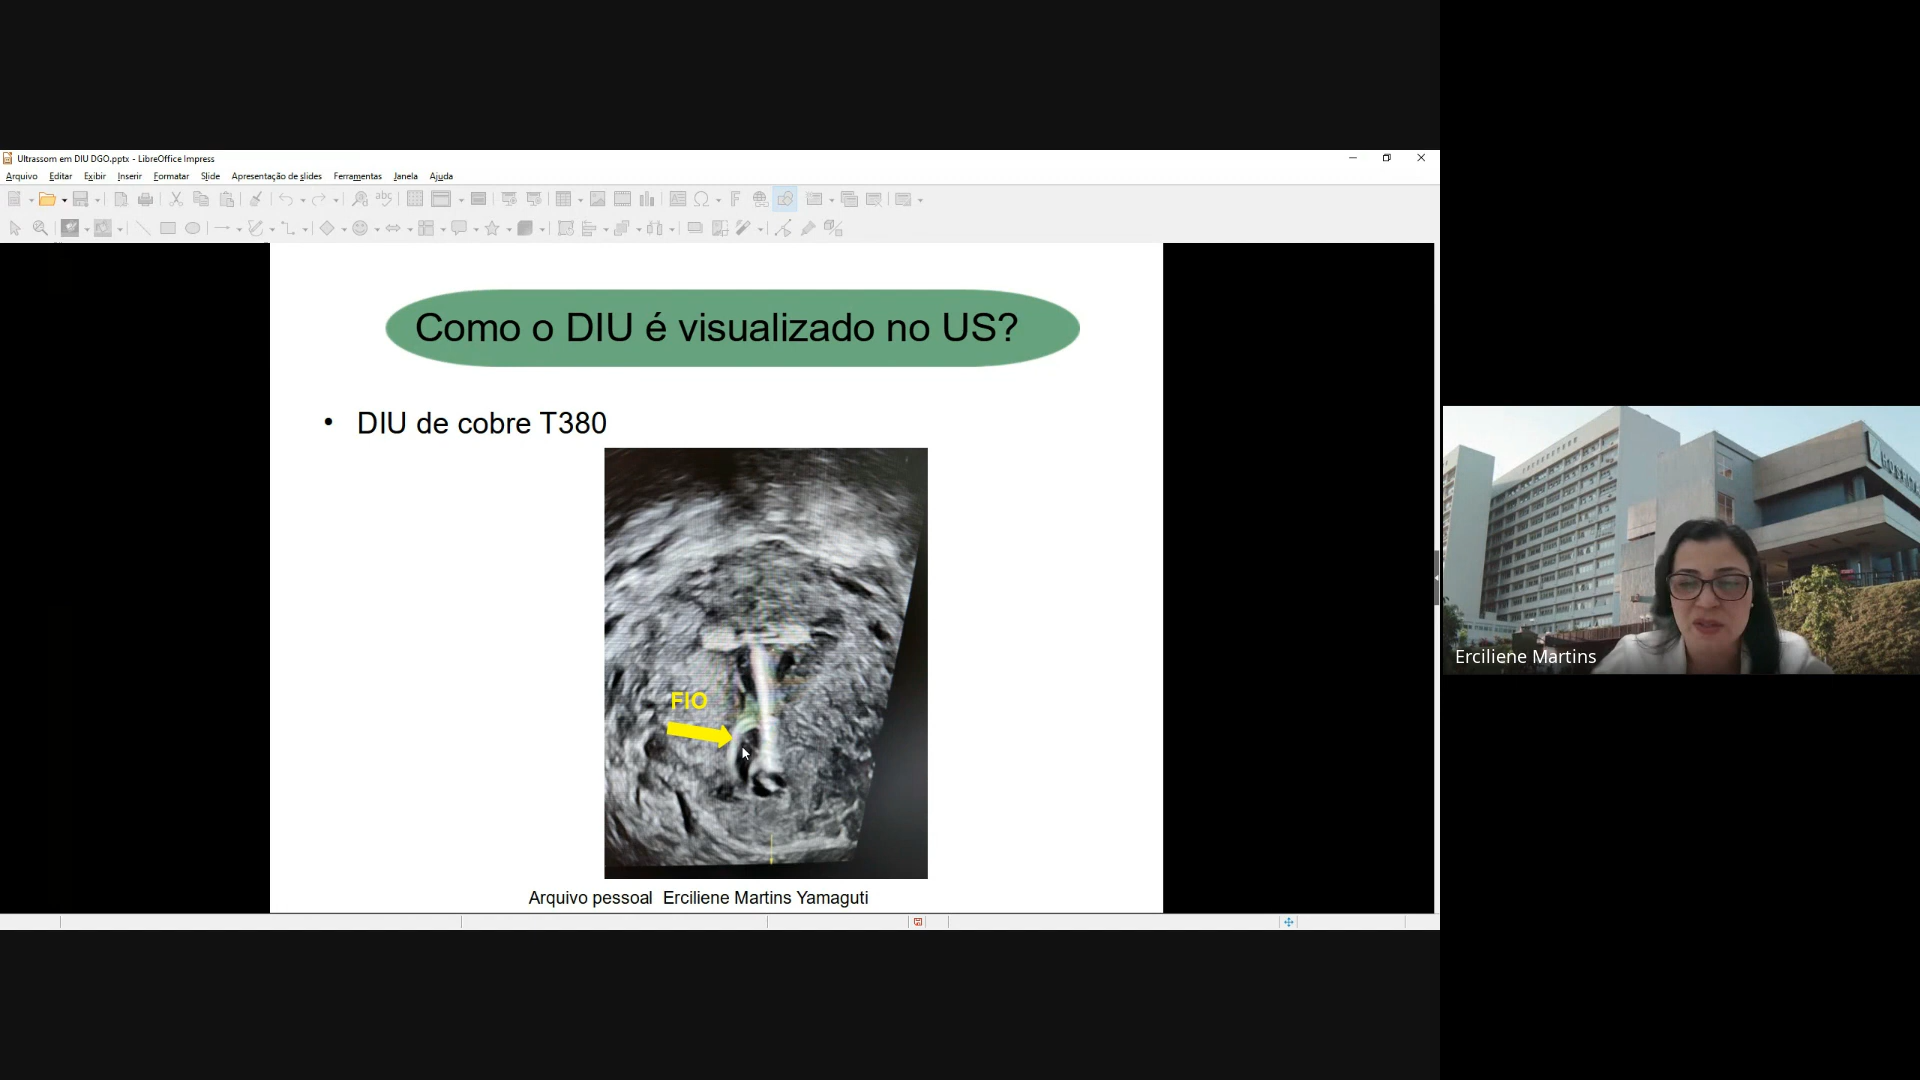 Ultrassom em DIU DGO.pptx - LibreOffice Impress
Arquivo Editar Exibir Inserir Formatar Slide Apresentação de slides Ferramentas Janela Ajuda
Como o DIU é visualizado no US?
• DIU de cobre T380
FIO
Arquivo pessoal Erciliene Martins Yamaguti
Erciliene Martins